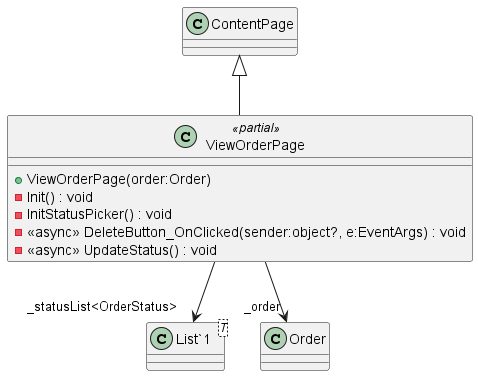 C ContentPage
«partial»
C ViewOrderPage
ViewOrderPage(order:Order)
Init() : void
InitStatusPicker() : void
«async» DeleteButton_OnClicked(sender:object?, e:EventArgs) : void
«async» UpdateStatus() : void
_statusList<OrderStatus>
_order
T
C List`1
C Order